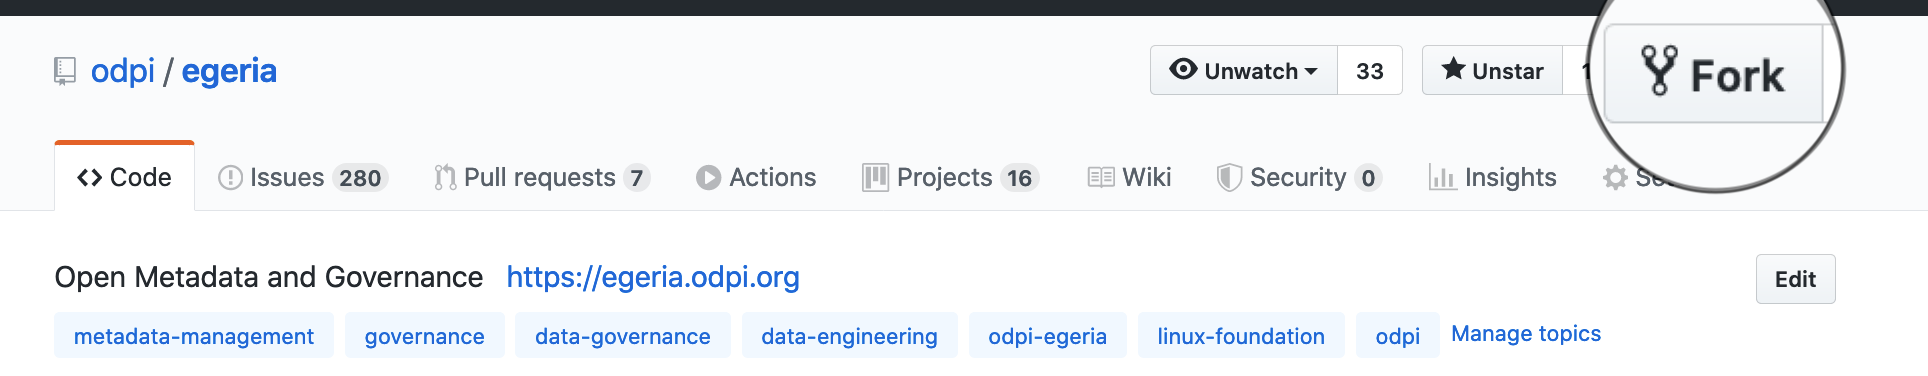 odpi / egeria Unwatch 33 Unstar Fork
Code Issues 280 Pull requests 7 Actions Projects 16 Wiki Security 0 Insights
Open Metadata and Governance https://egeria.odpi.org Edit
metadata-management governance data-governance data-engineering odpi-egeria linux-foundation odpi Manage topics